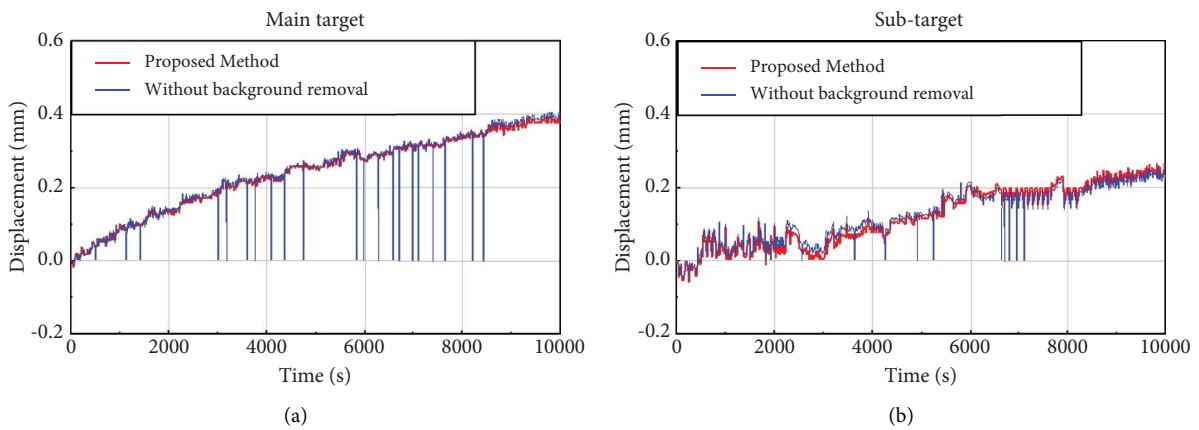 Main target
0.6
Proposed Method
Without background removal
0.4
0.2
0.0
-0.2
Displacement (mm)
0 2000 4000 6000 8000 10000
Time (s)
(a)
Sub-target
0.6
Proposed Method
Without background removal
0.4
0.2
0.0
-0.2
Displacement (mm)
0 2000 4000 6000 8000 10000
Time (s)
(b)